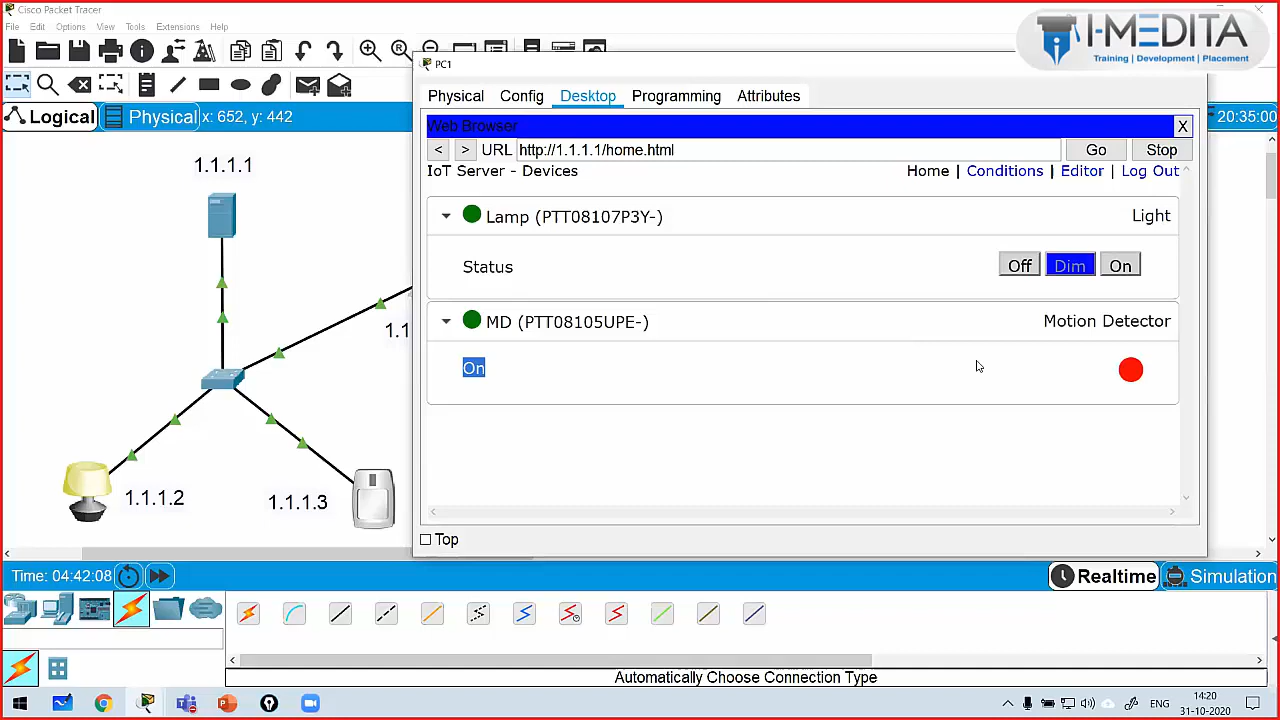 Cisco Packet Tracer
File Edit Options View Tools Extensions Help
I-MEDITA
Training | Development | Placement
PC1
Physical Config Desktop Programming Attributes
Logical Physical x: 652, y: 442
20:35:00
Web Browser X
< > URL http://1.1.1.1/home.html Go Stop
IoT Server - Devices Home | Conditions | Editor | Log Out
Lamp (PTT08107P3Y-) Light
Status Off Dim On
MD (PTT08105UPE-) Motion Detector
On
Top
1.1.1.1
1.1
1.1.1.2
1.1.1.3
Time: 04:42:08 Realtime Simulation
Automatically Choose Connection Type
ENG
14:20
31-10-2020